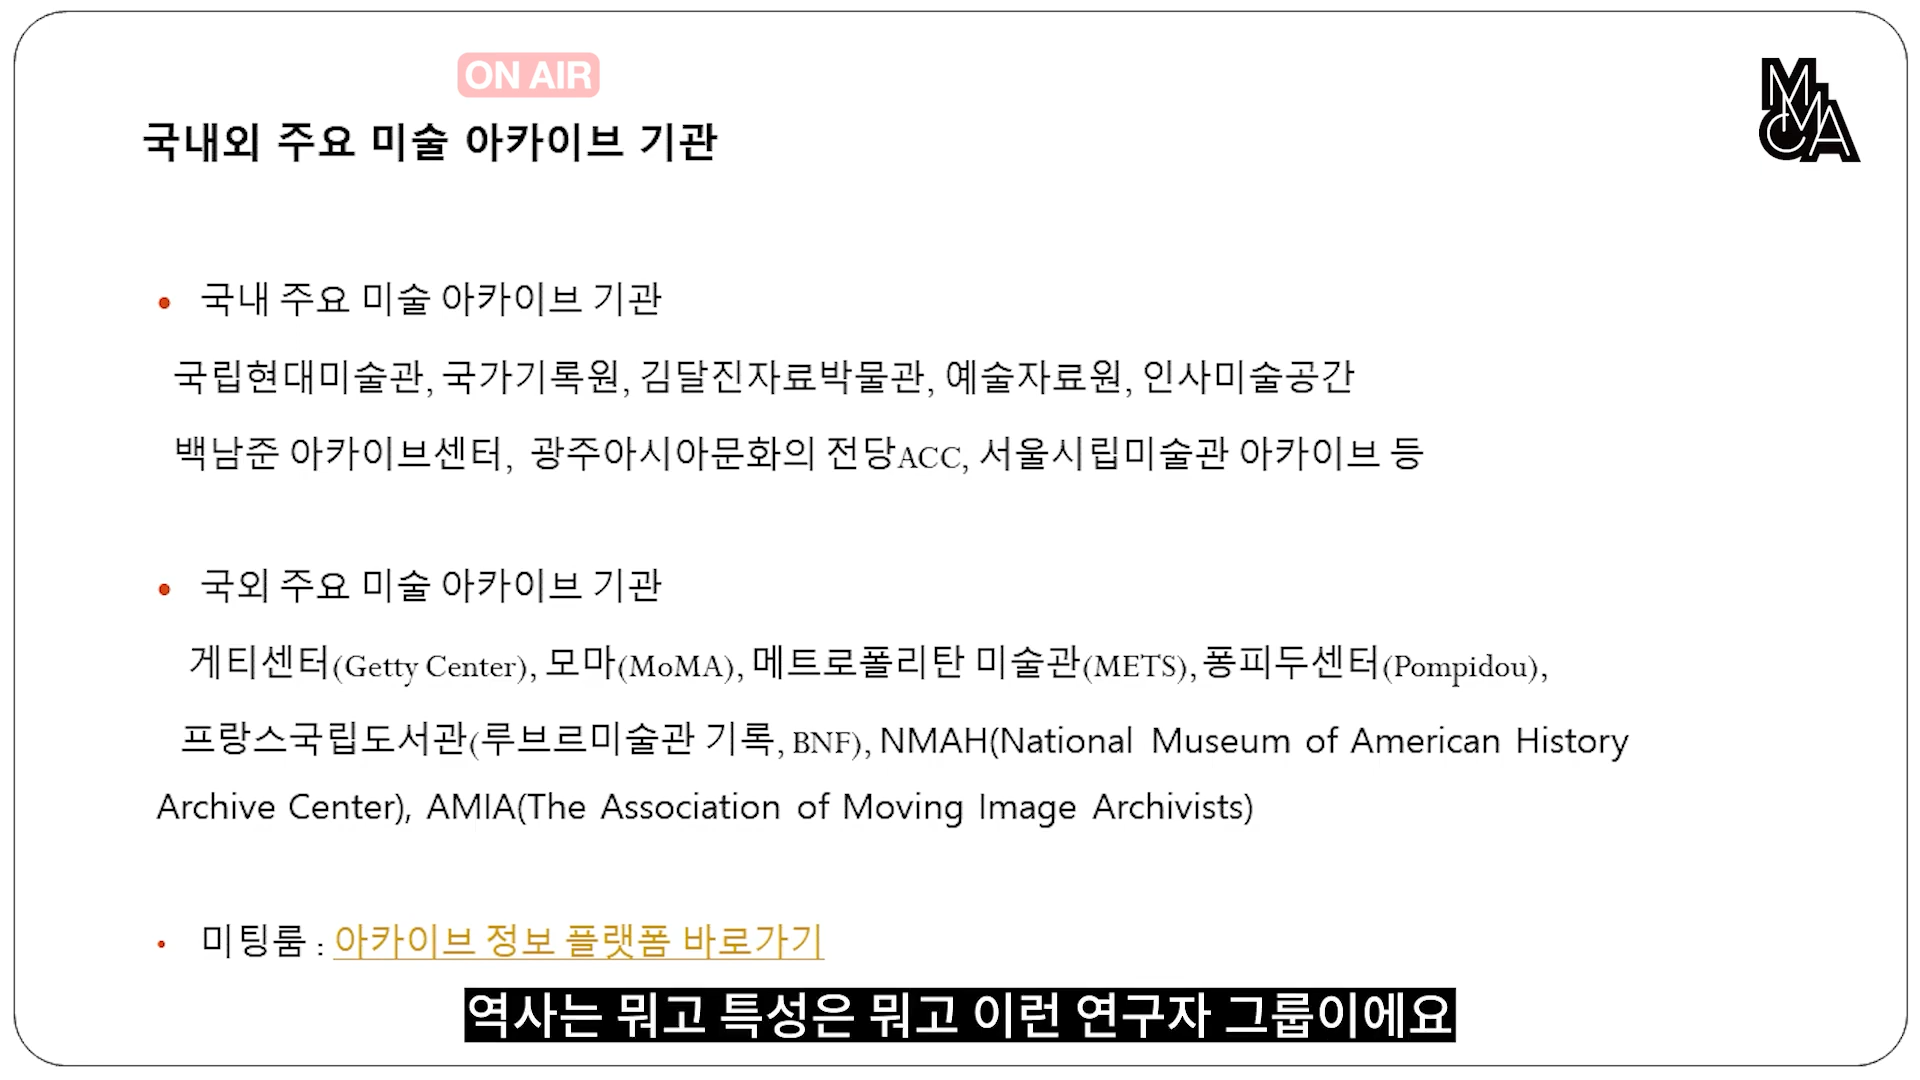 ON AIR
MMCA
국내외 주요 미술 아카이브 기관
• 국내 주요 미술 아카이브 기관
국립현대미술관, 국가기록원, 김달진자료박물관, 예술자료원, 인사미술공간
백남준 아카이브센터, 광주아시아문화의 전당ACC, 서울시립미술관 아카이브 등
• 국외 주요 미술 아카이브 기관
게티센터(Getty Center), 모마(MoMA), 메트로폴리탄 미술관(METS), 퐁피두센터(Pompidou),
프랑스국립도서관(루브르미술관 기록, BNF), NMAH(National Museum of American History
Archive Center), AMIA(The Association of Moving Image Archivists)
• 미팅룸 : 아카이브 정보 플랫폼 바로가기
역사는 뭐고 특성은 뭐고 이런 연구자 그룹이에요